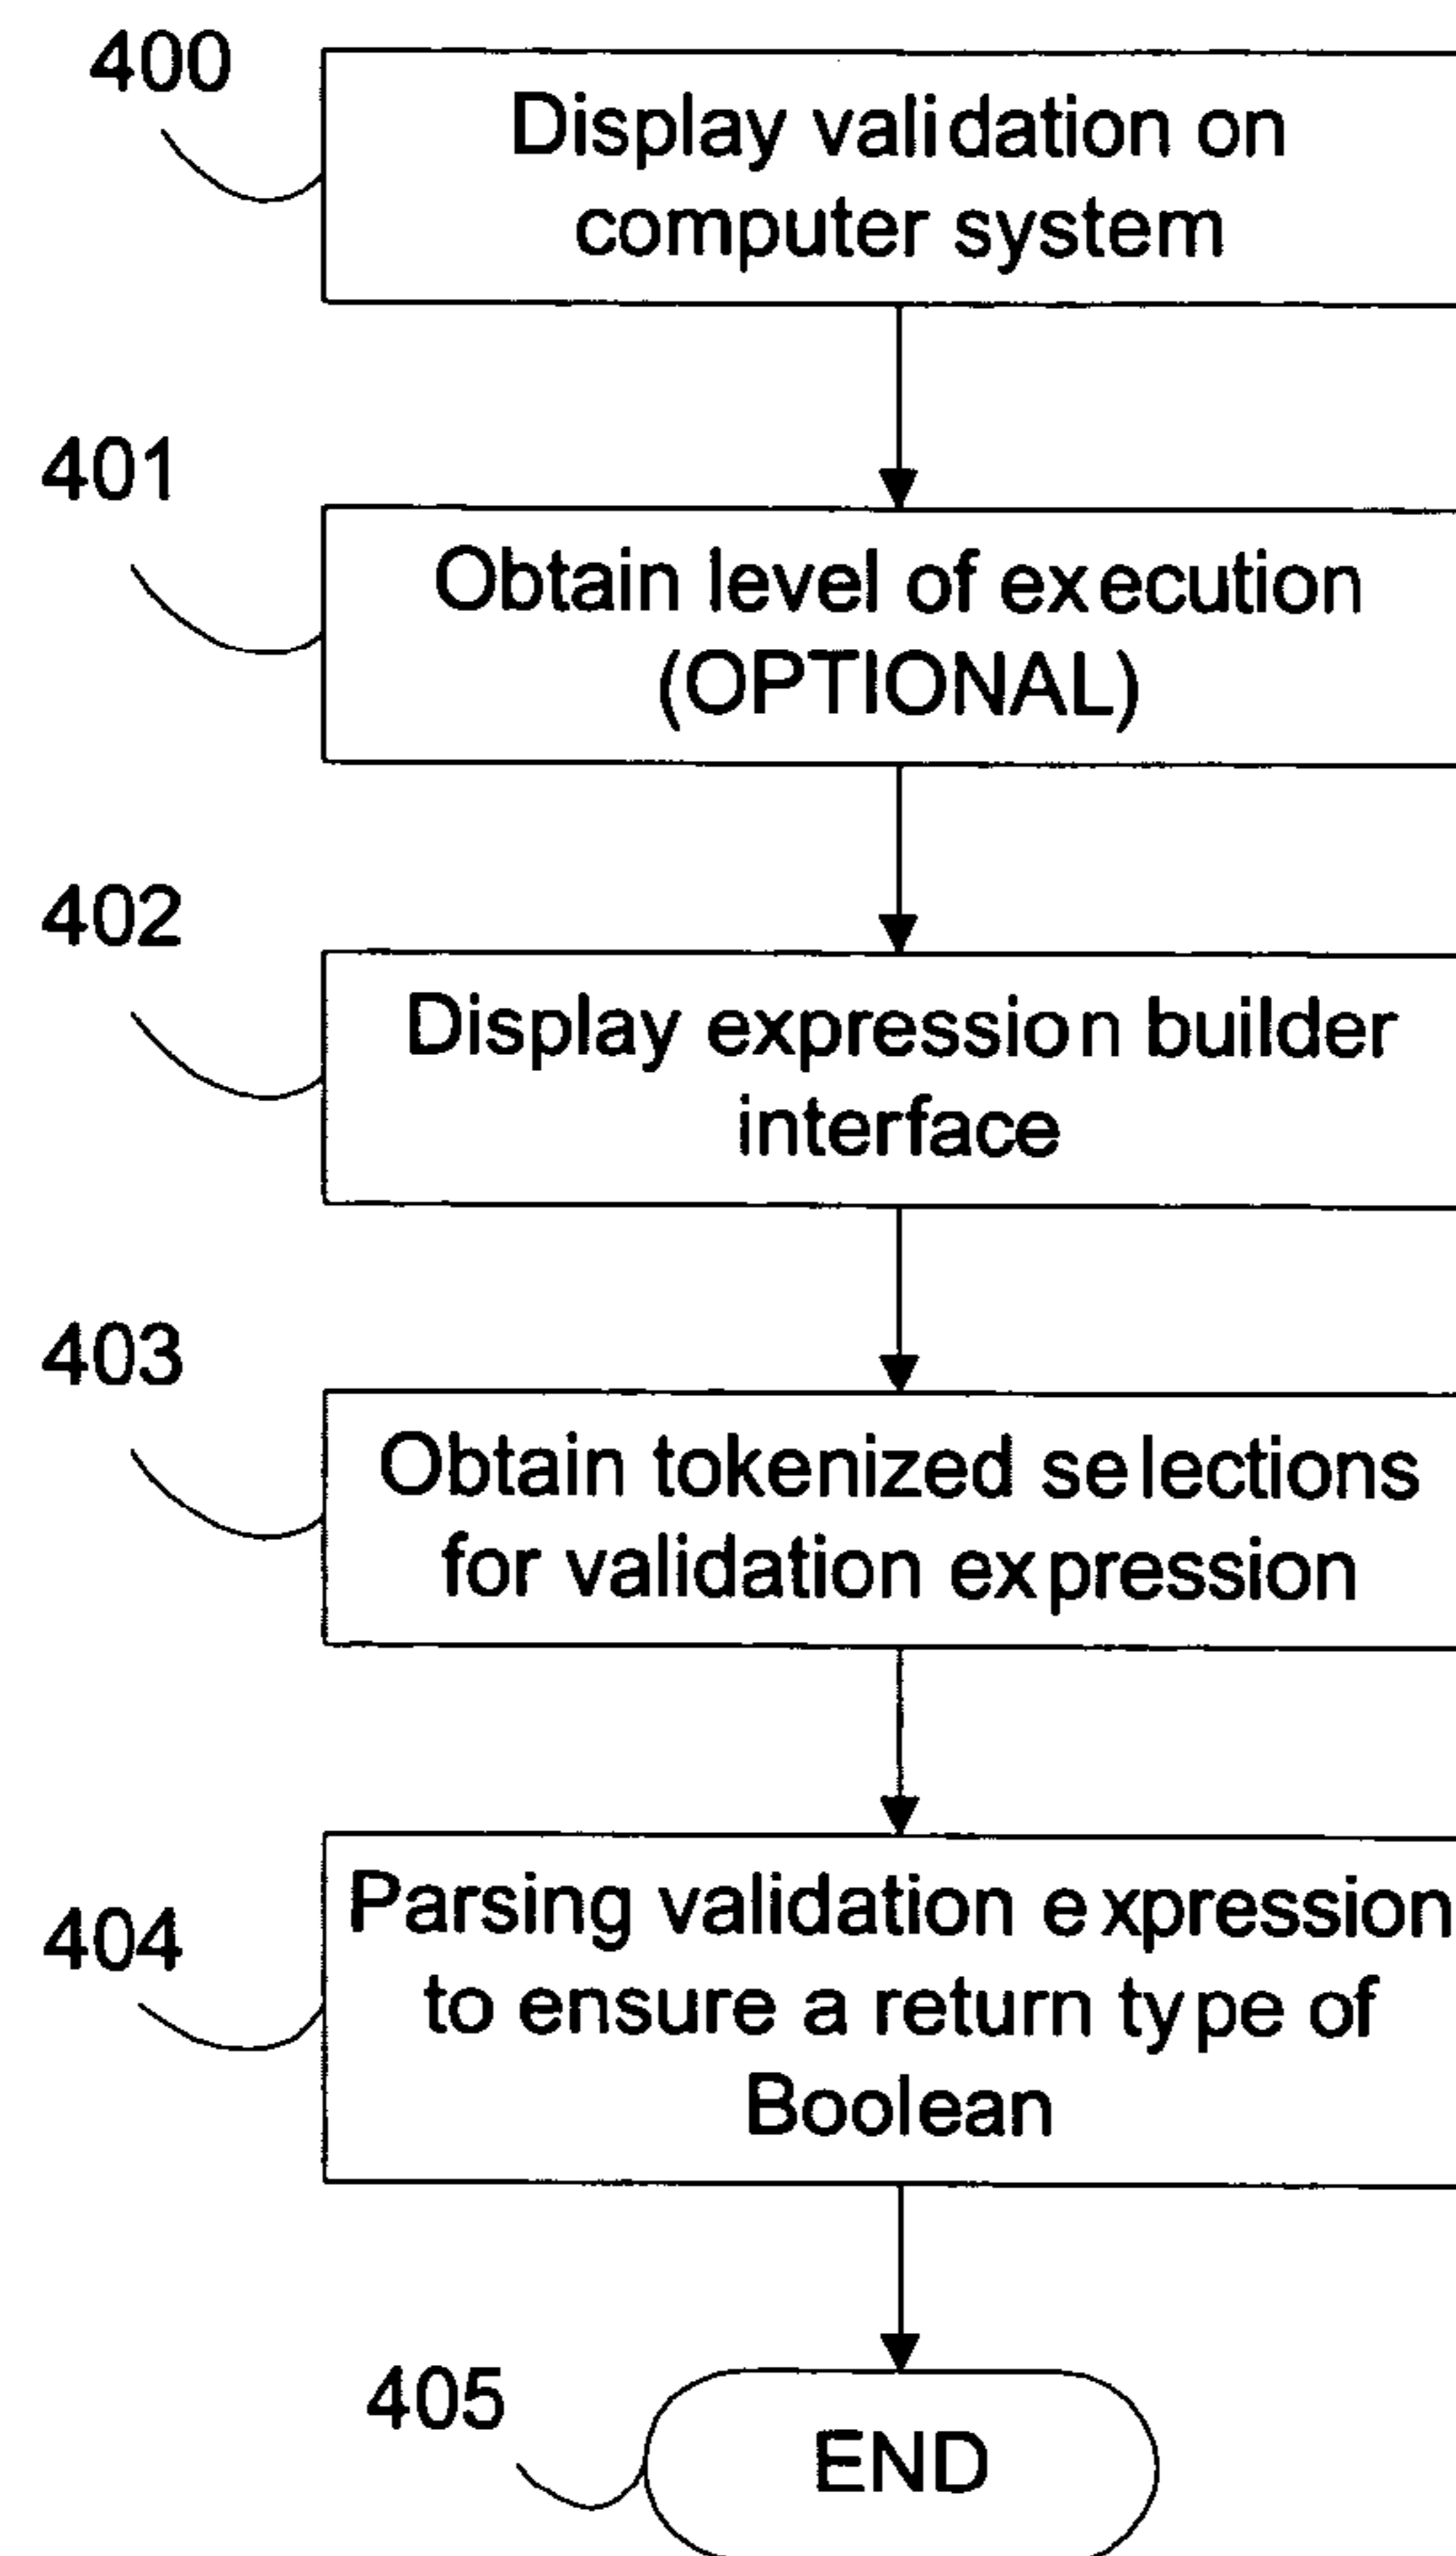 400
Display validation on
computer system
401
Obtain level of execution
(OPTIONAL)
402
Display expression builder
interface
403
Obtain tokenized selections
for validation expression
404
Parsing validation expression
to ensure a return type of
Boolean
405
END